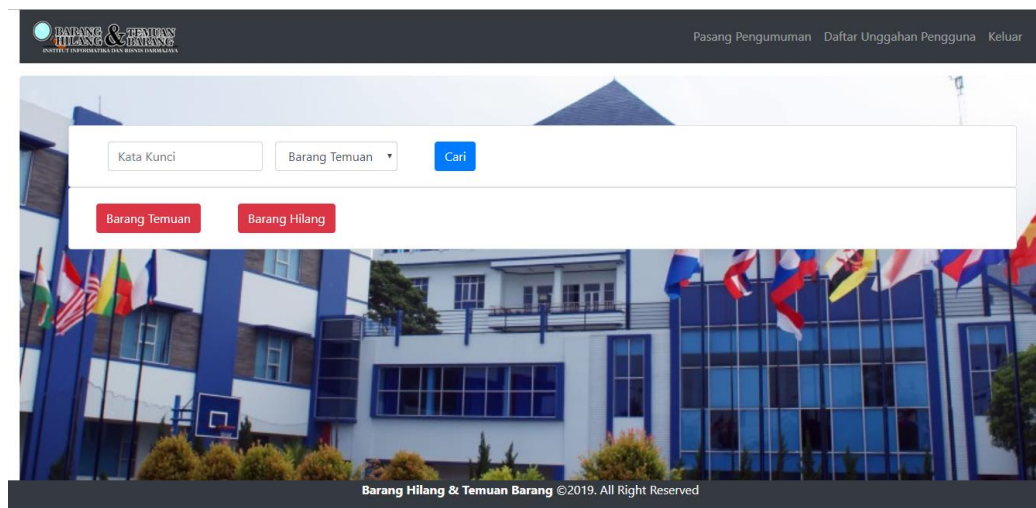 BARANG HILANG & TEMUAN BARANG
INSTITUT INFORMATIKA DAN BISNIS DARMAJAYA
Pasang Pengumuman Daftar Unggahan Pengguna Keluar
Kata Kunci Barang Temuan Cari
Barang Temuan Barang Hilang
Barang Hilang & Temuan Barang ©2019. All Right Reserved